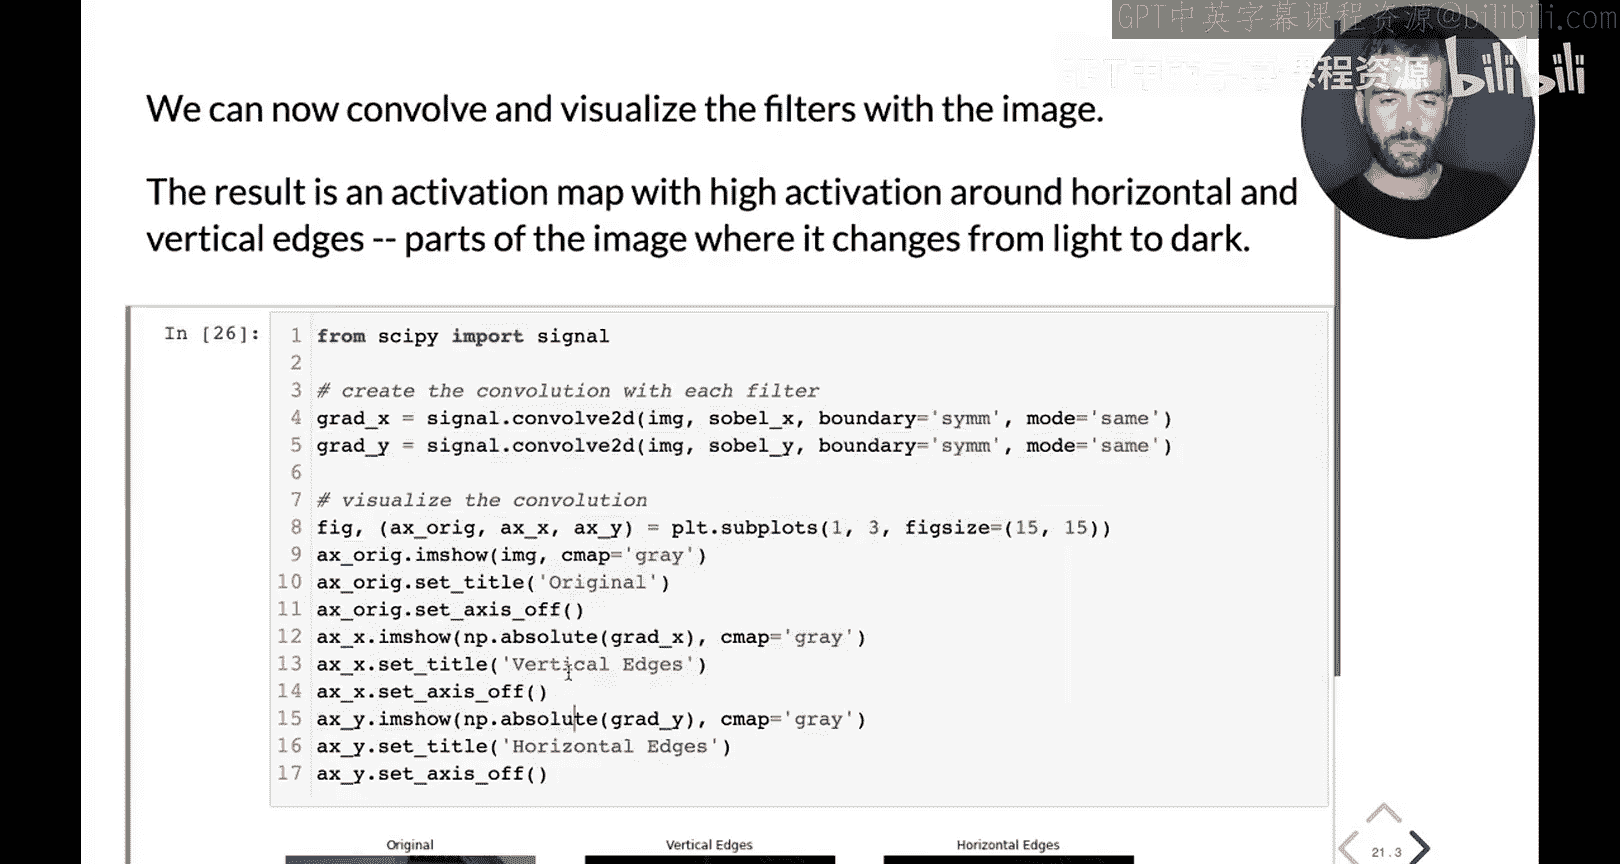 GPT中英字幕课程资源@bilibili.com
课程资源 bilibili
We can now convolve and visualize the filters with the image.
The result is an activation map with high activation around horizontal and
vertical edges -- parts of the image where it changes from light to dark.
In [26]:
1 from scipy import signal
2
3 # create the convolution with each filter
4 grad_x = signal.convolve2d(img, sobel_x, boundary='symm', mode='same')
5 grad_y = signal.convolve2d(img, sobel_y, boundary='symm', mode='same')
6
7 # visualize the convolution
8 fig, (ax_orig, ax_x, ax_y) = plt.subplots(1, 3, figsize=(15, 15))
9 ax_orig.imshow(img, cmap='gray')
10 ax_orig.set_title('Original')
11 ax_orig.set_axis_off()
12 ax_x.imshow(np.absolute(grad_x), cmap='gray')
13 ax_x.set_title('Vertical Edges')
14 ax_x.set_axis_off()
15 ax_y.imshow(np.absolute(grad_y), cmap='gray')
16 ax_y.set_title('Horizontal Edges')
17 ax_y.set_axis_off()
Original Vertical Edges Horizontal Edges
21.3